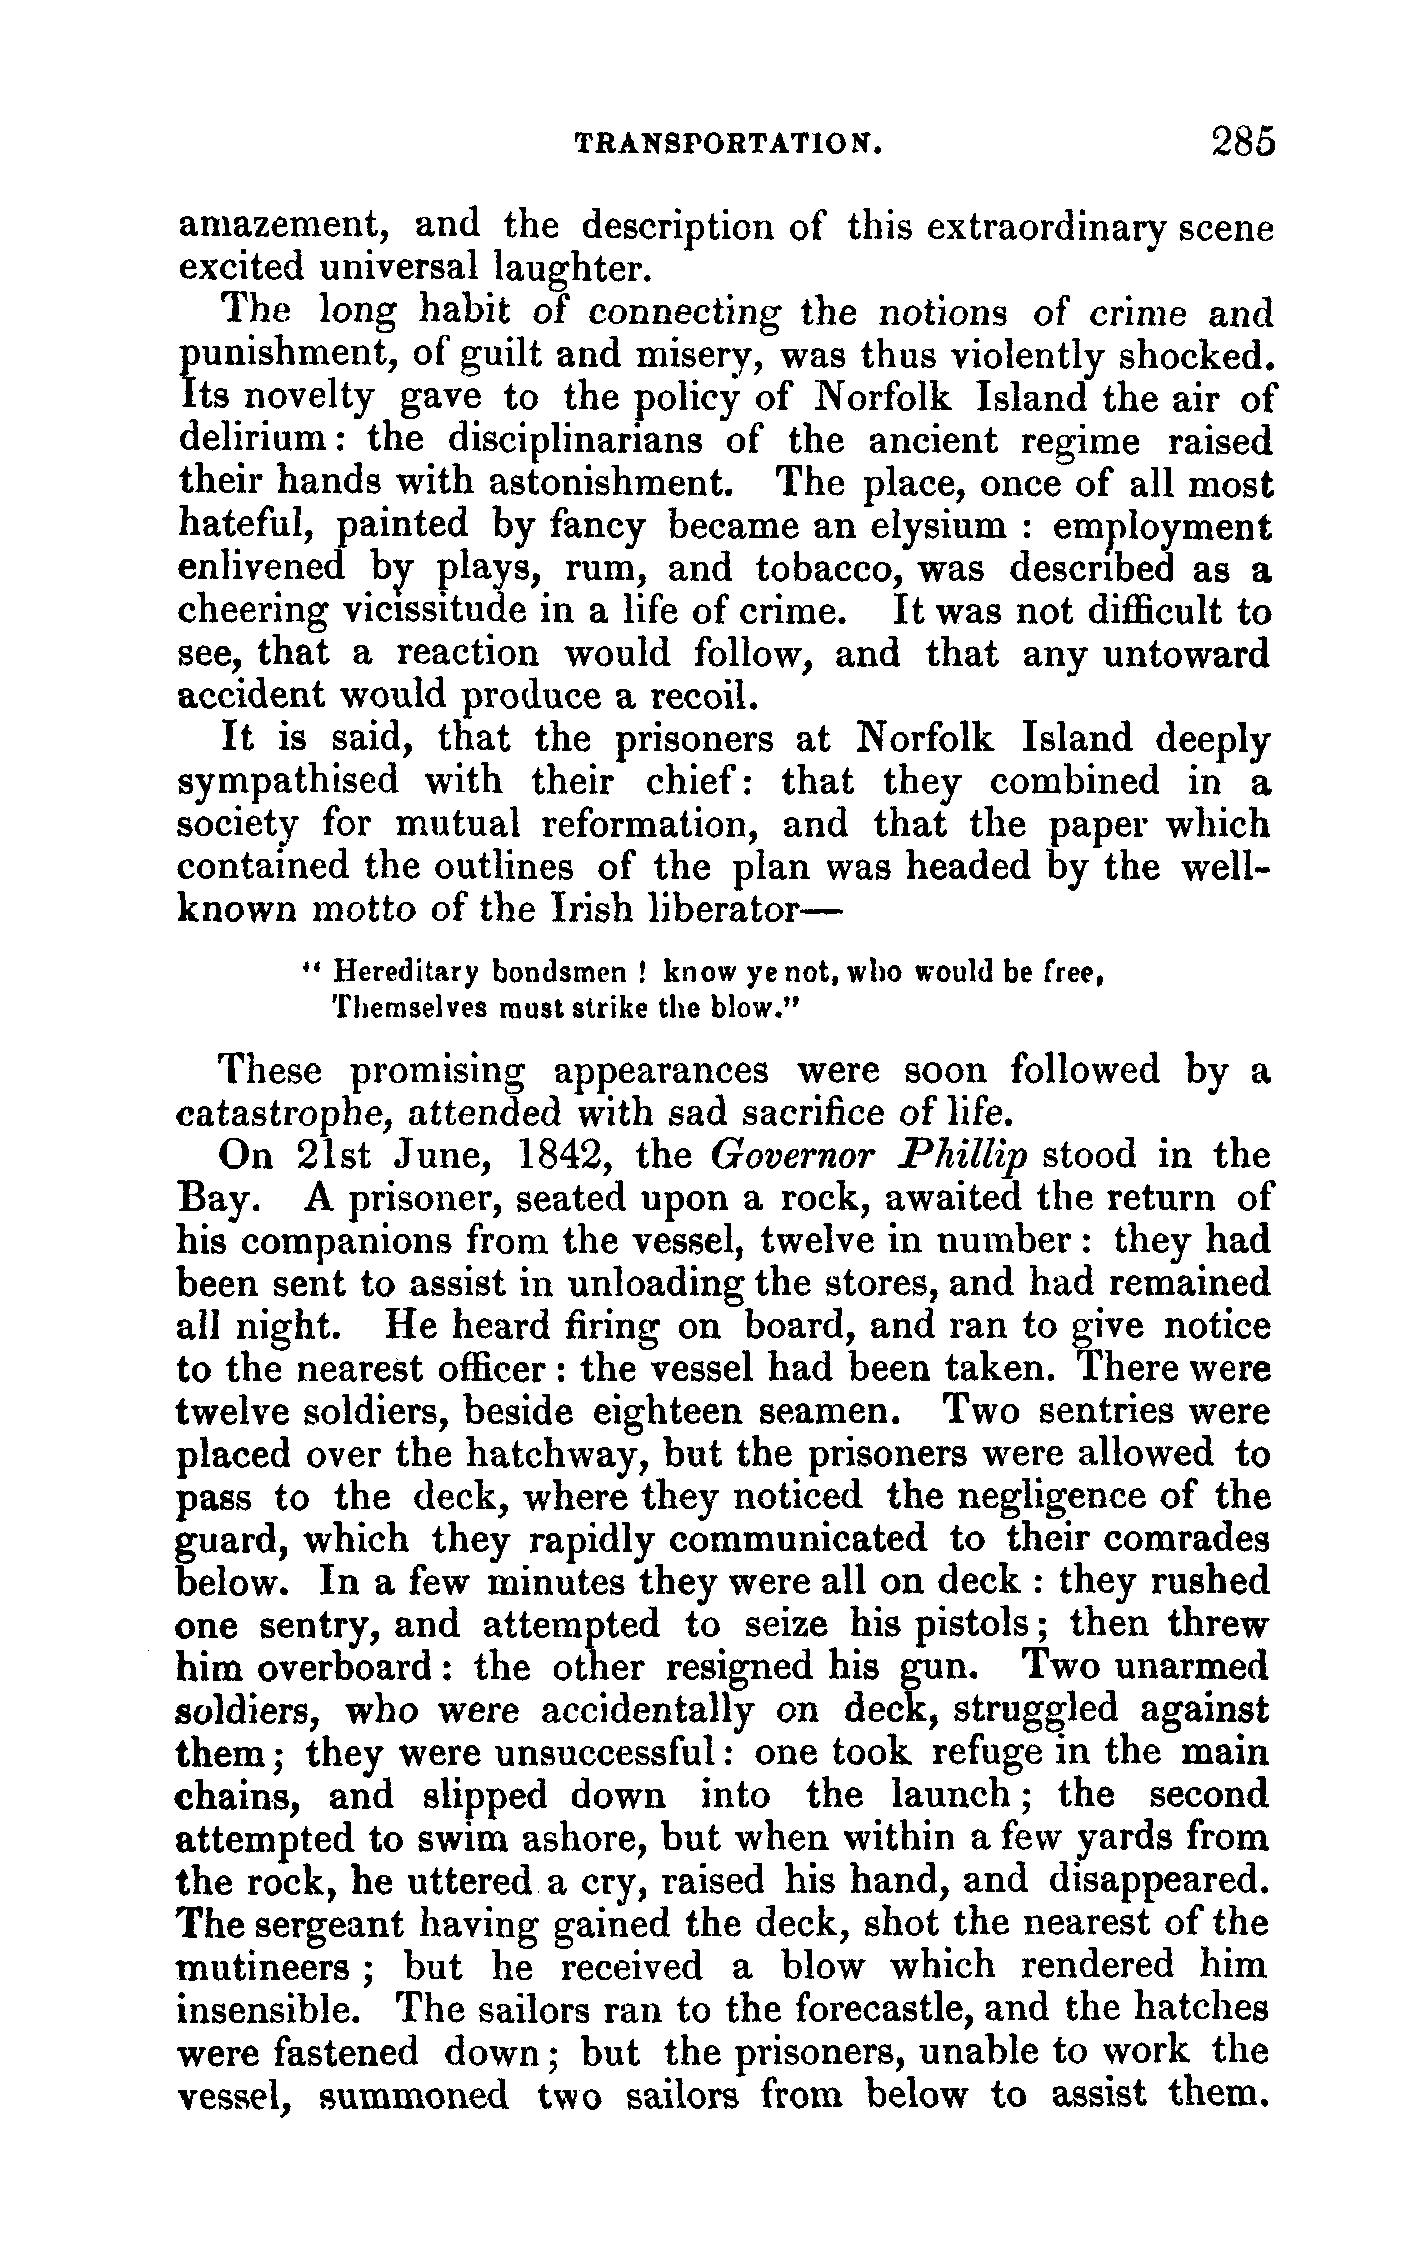 TRANSPORTATION. 285
amazement, and the description of this extraordinary scene
excited universal laughter.
The long habit of connecting the notions of crime and
punishment, of guilt and misery, was thus violently shocked.
Its novelty gave to the policy of Norfolk Island the air of
delirium : the disciplinarians of the ancient regime raised
their hands with astonishment. The place, once of all most
hateful, painted by fancy became an elysium : employment
enlivened by plays, rum, and tobacco, was described as a
cheering vicissitude in a life of crime. It was not difficult to
see, that a reaction would follow, and that any untoward
accident would produce a recoil.
It is said, that the prisoners at Norfolk Island deeply
sympathised with their chief: that they combined in a
society for mutual reformation, and that the paper which
contained the outlines of the plan was headed by the well-
known motto of the Irish liberator—
" Hereditary bondsmen ! know ye not, who would be free,
Themselves must strike the blow."
These promising appearances were soon followed by a
catastrophe, attended with sad sacrifice of life.
On 21st June, 1842, the Governor Phillip stood in the
Bay. A prisoner, seated upon a rock, awaited the return of
his companions from the vessel, twelve in number : they had
been sent to assist in unloading the stores, and had remained
all night. He heard firing on board, and ran to give notice
to the nearest officer : the vessel had been taken. There were
twelve soldiers, beside eighteen seamen. Two sentries were
placed over the hatchway, but the prisoners were allowed to
pass to the deck, where they noticed the negligence of the
guard, which they rapidly communicated to their comrades
below. In a few minutes they were all on deck : they rushed
one sentry, and attempted to seize his pistols; then threw
him overboard : the other resigned his gun. Two unarmed
soldiers, who were accidentally on deck, struggled against
them; they were unsuccessful: one took refuge in the main
chains, and slipped down into the launch; the second
attempted to swim ashore, but when within a few yards from
the rock, he uttered a cry, raised his hand, and disappeared.
The sergeant having gained the deck, shot the nearest of the
mutineers ; but he received a blow which rendered him
insensible. The sailors ran to the forecastle, and the hatches
were fastened down; but the prisoners, unable to work the
vessel, summoned two sailors from below to assist them.